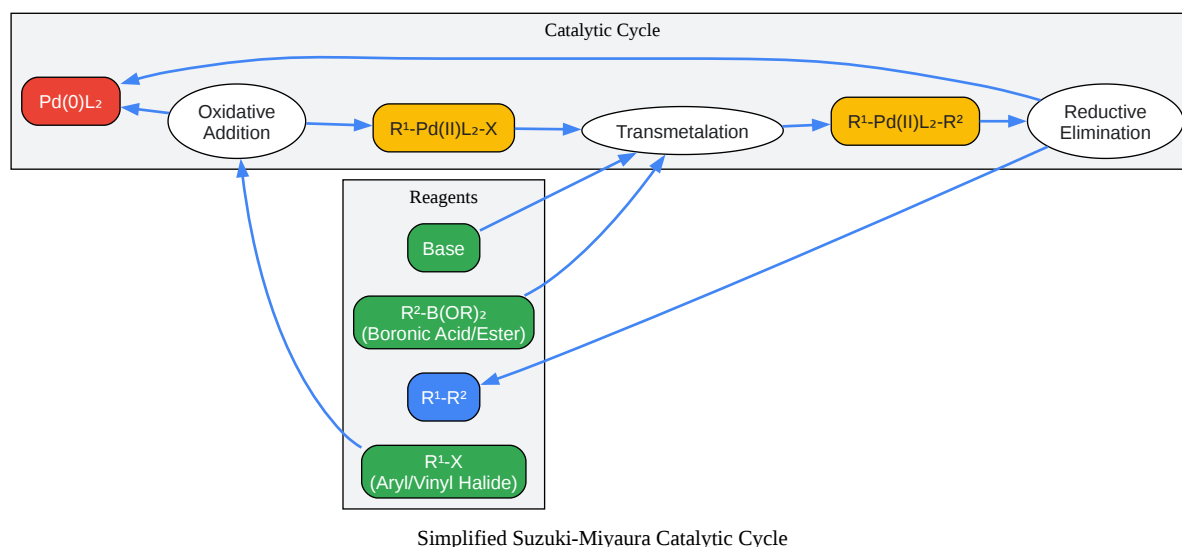 Catalytic Cycle
Pd(0)L₂
Oxidative
Addition
R¹-Pd(II)L₂-X
Transmetalation
R¹-Pd(II)L₂-R²
Reductive
Elimination
Reagents
Base
R²-B(OR)₂
(Boronic Acid/Ester)
R¹-R²
R¹-X
(Aryl/Vinyl Halide)
Simplified Suzuki-Miyaura Catalytic Cycle